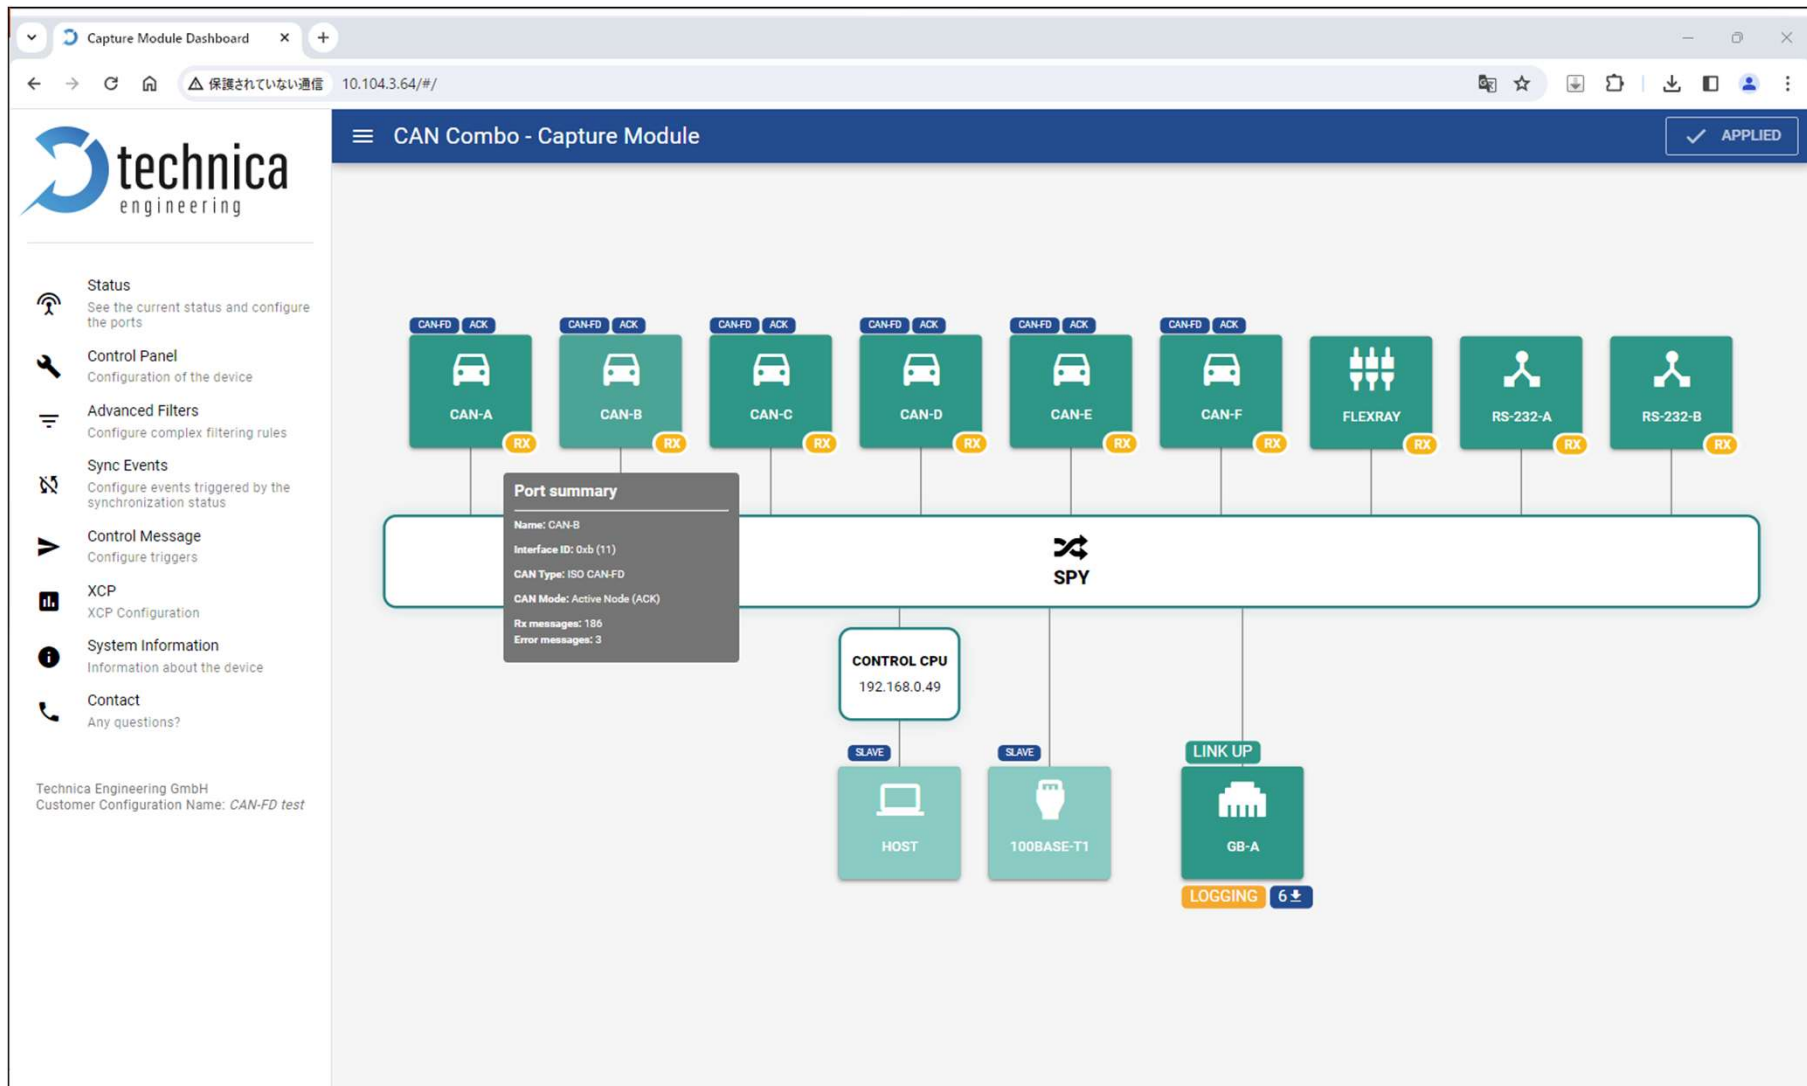 Capture Module Dashboard
保護されていない通信
10.104.3.64/#/
technica
engineering
CAN Combo - Capture Module
APPLIED
Status
See the current status and configure
the ports
Control Panel
Configuration of the device
Advanced Filters
Configure complex filtering rules
Sync Events
Configure events triggered by the
synchronization status
Control Message
Configure triggers
XCP
XCP Configuration
System Information
Information about the device
Contact
Any questions?
Technica Engineering GmbH
Customer Configuration Name: CAN-FD test
CAN-FD ACK
CAN-A
RX
CAN-FD ACK
CAN-B
RX
CAN-FD ACK
CAN-C
RX
CAN-FD ACK
CAN-D
RX
CAN-FD ACK
CAN-E
RX
CAN-FD ACK
CAN-F
RX
FLEXRAY
RX
RS-232-A
RX
RS-232-B
RX
Port summary
Name: CAN-B
Interface ID: 0xb (11)
CAN Type: ISO CAN-FD
CAN Mode: Active Node (ACK)
Rx messages: 186
Error messages: 3
SPY
CONTROL CPU
192.168.0.49
SLAVE
HOST
SLAVE
100BASE-T1
LINK UP
GB-A
LOGGING
6